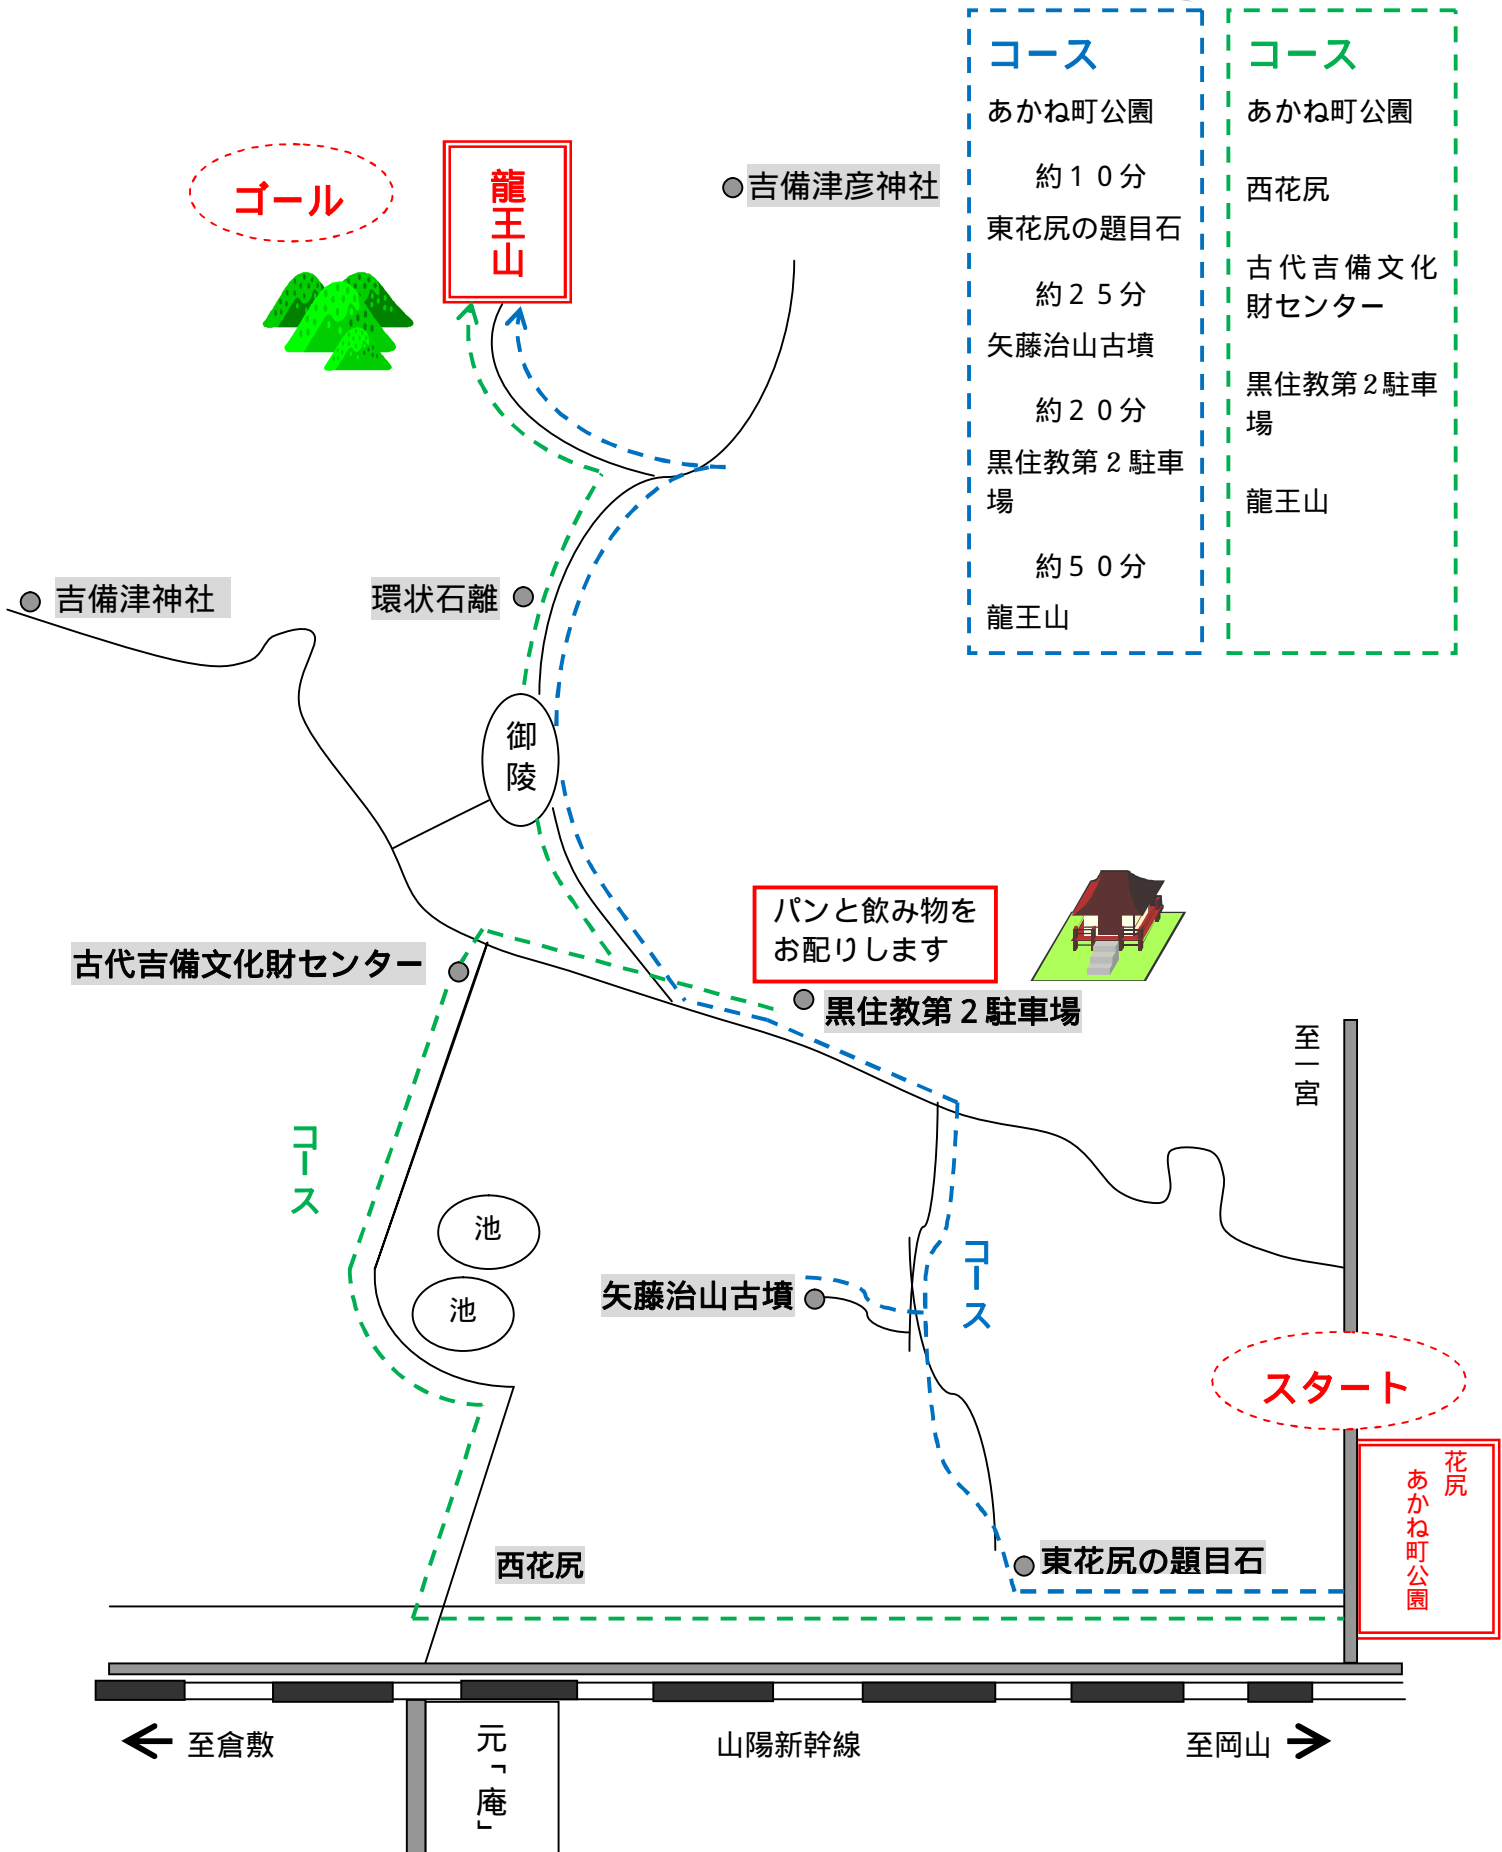 コース
あかね町公園
約１０分
東花尻の題目石
約２５分
矢藤治山古墳
約２０分
黒住教第２駐車
場
約５０分
龍王山
コース
あかね町公園
西花尻
古代吉備文化
財センター
黒住教第２駐車
場
龍王山
ゴール
龍王山
吉備津彦神社
吉備津神社
環状石離
御陵
パンと飲み物を
お配りします
古代吉備文化財センター
黒住教第２駐車場
至一宮
コース
池
池
矢藤治山古墳
コース
スタート
花尻
あかね町公園
西花尻
東花尻の題目石
至倉敷
山陽新幹線
至岡山
元「庵」